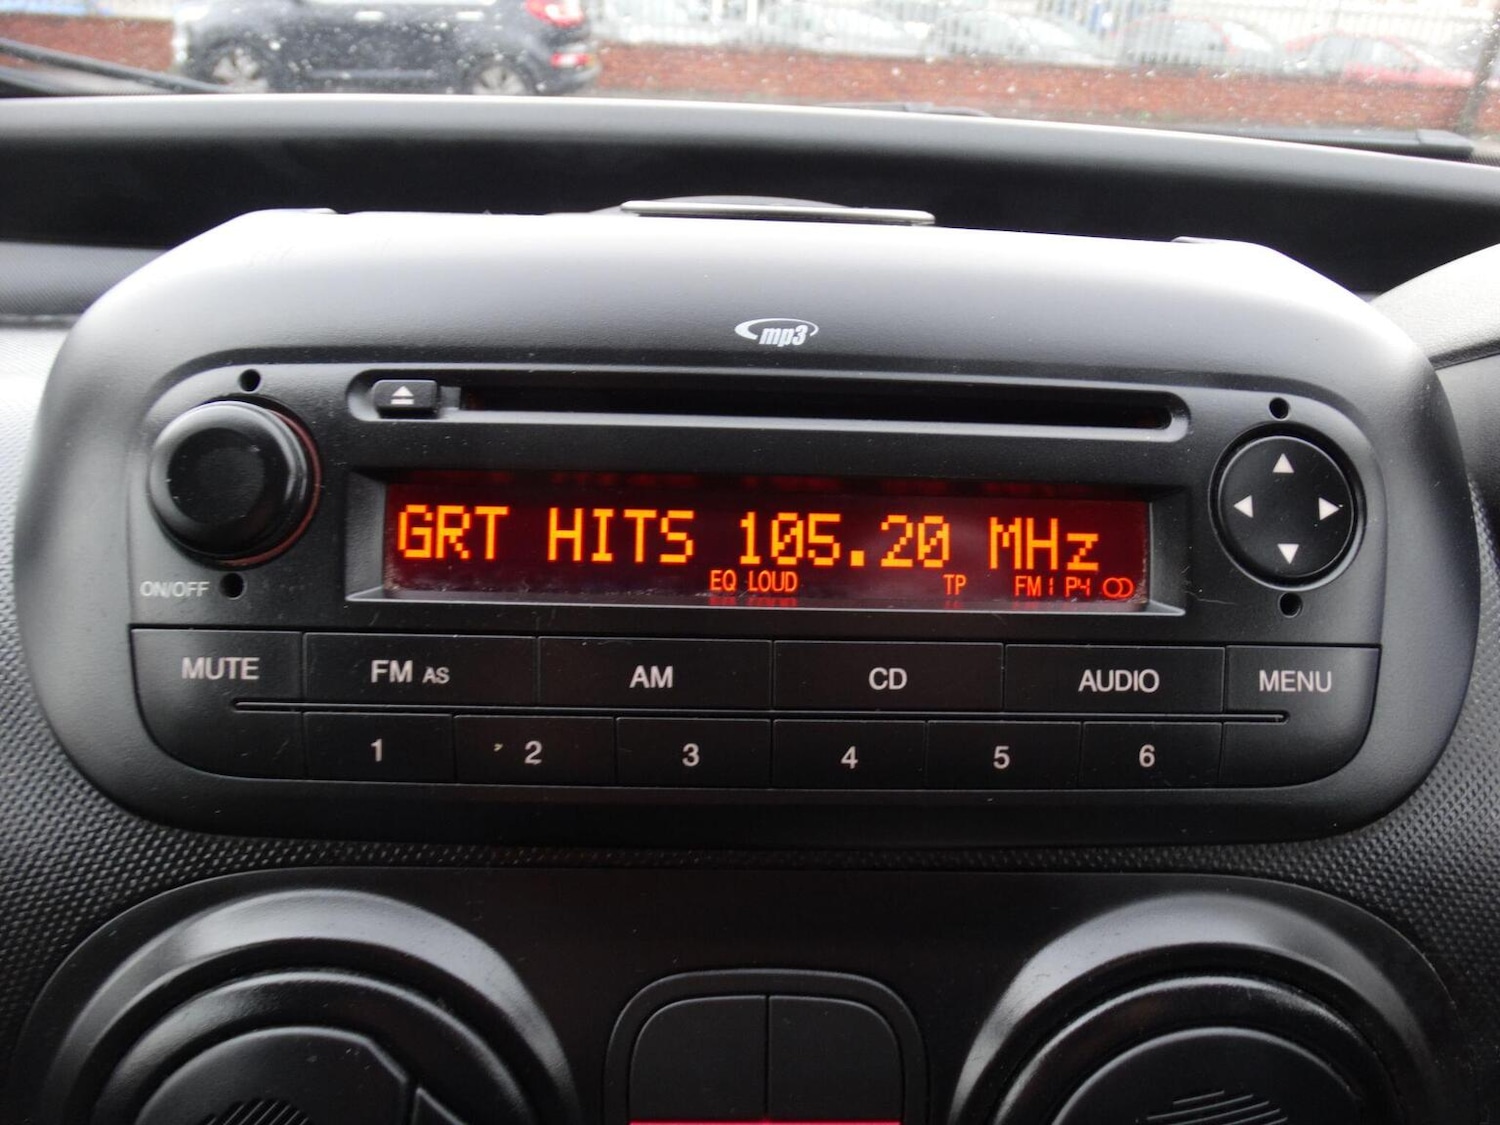 mp3
GRT HITS 105.20 MHz
EQ LOUD TP FM1 P4
ON/OFF
MUTE FM AS AM CD AUDIO MENU
1 2 3 4 5 6